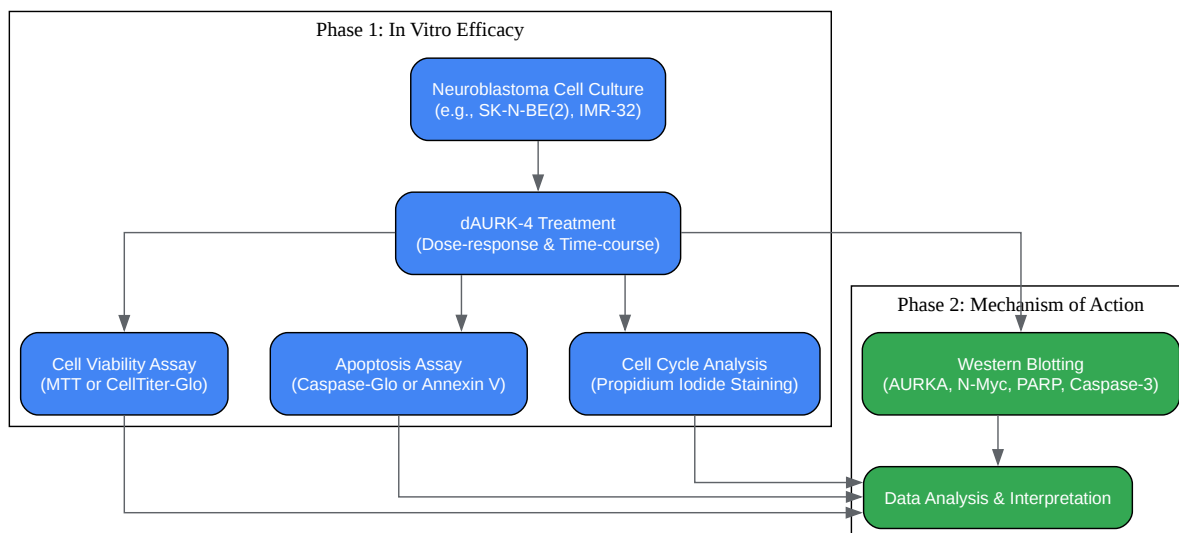 Phase 1: In Vitro Efficacy
Neuroblastoma Cell Culture
(e.g., SK-N-BE(2), IMR-32)
dAURK-4 Treatment
(Dose-response & Time-course)
Phase 2: Mechanism of Action
Cell Viability Assay
(MTT or CellTiter-Glo)
Apoptosis Assay
(Caspase-Glo or Annexin V)
Cell Cycle Analysis
(Propidium Iodide Staining)
Western Blotting
(AURKA, N-Myc, PARP, Caspase-3)
Data Analysis & Interpretation